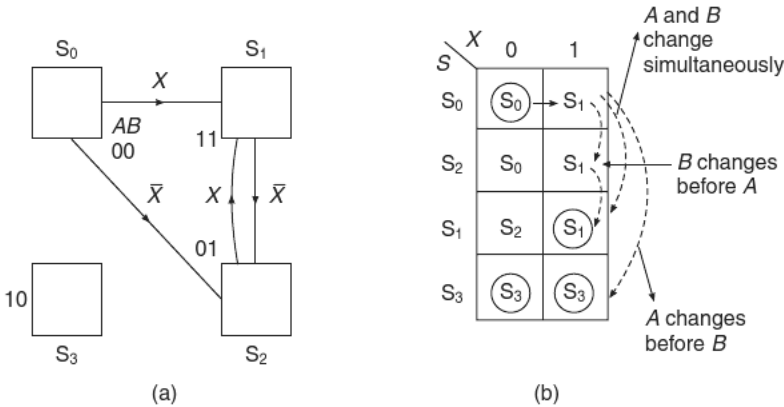 S₀
S₁
X
AB
00
11
X̄
X
X̄
01
10
S₃
S₂
(a)
X
S
0
1
A and B
change
simultaneously
S₀
S₀
S₁
S₂
S₀
S₁
B changes
before A
S₁
S₂
S₁
S₃
S₃
S₃
A changes
before B
(b)